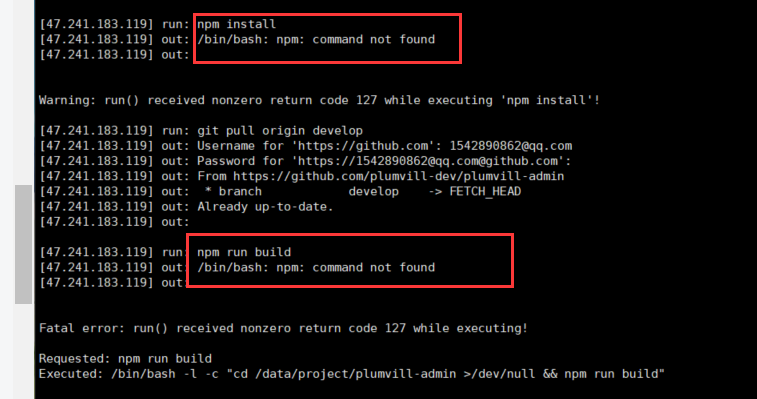 [47.241.183.119] run: npm install
[47.241.183.119] out: /bin/bash: npm: command not found
[47.241.183.119] out:
Warning: run() received nonzero return code 127 while executing 'npm install'!
[47.241.183.119] run: git pull origin develop
[47.241.183.119] out: Username for 'https://github.com': 1542890862@qq.com
[47.241.183.119] out: Password for 'https://1542890862@qq.com@github.com':
[47.241.183.119] out: From https://github.com/plumvill-dev/plumvill-admin
[47.241.183.119] out:  * branch            develop    -> FETCH_HEAD
[47.241.183.119] out: Already up-to-date.
[47.241.183.119] out:
[47.241.183.119] run: npm run build
[47.241.183.119] out: /bin/bash: npm: command not found
[47.241.183.119] out:
Fatal error: run() received nonzero return code 127 while executing!
Requested: npm run build
Executed: /bin/bash -l -c "cd /data/project/plumvill-admin >/dev/null && npm run build"